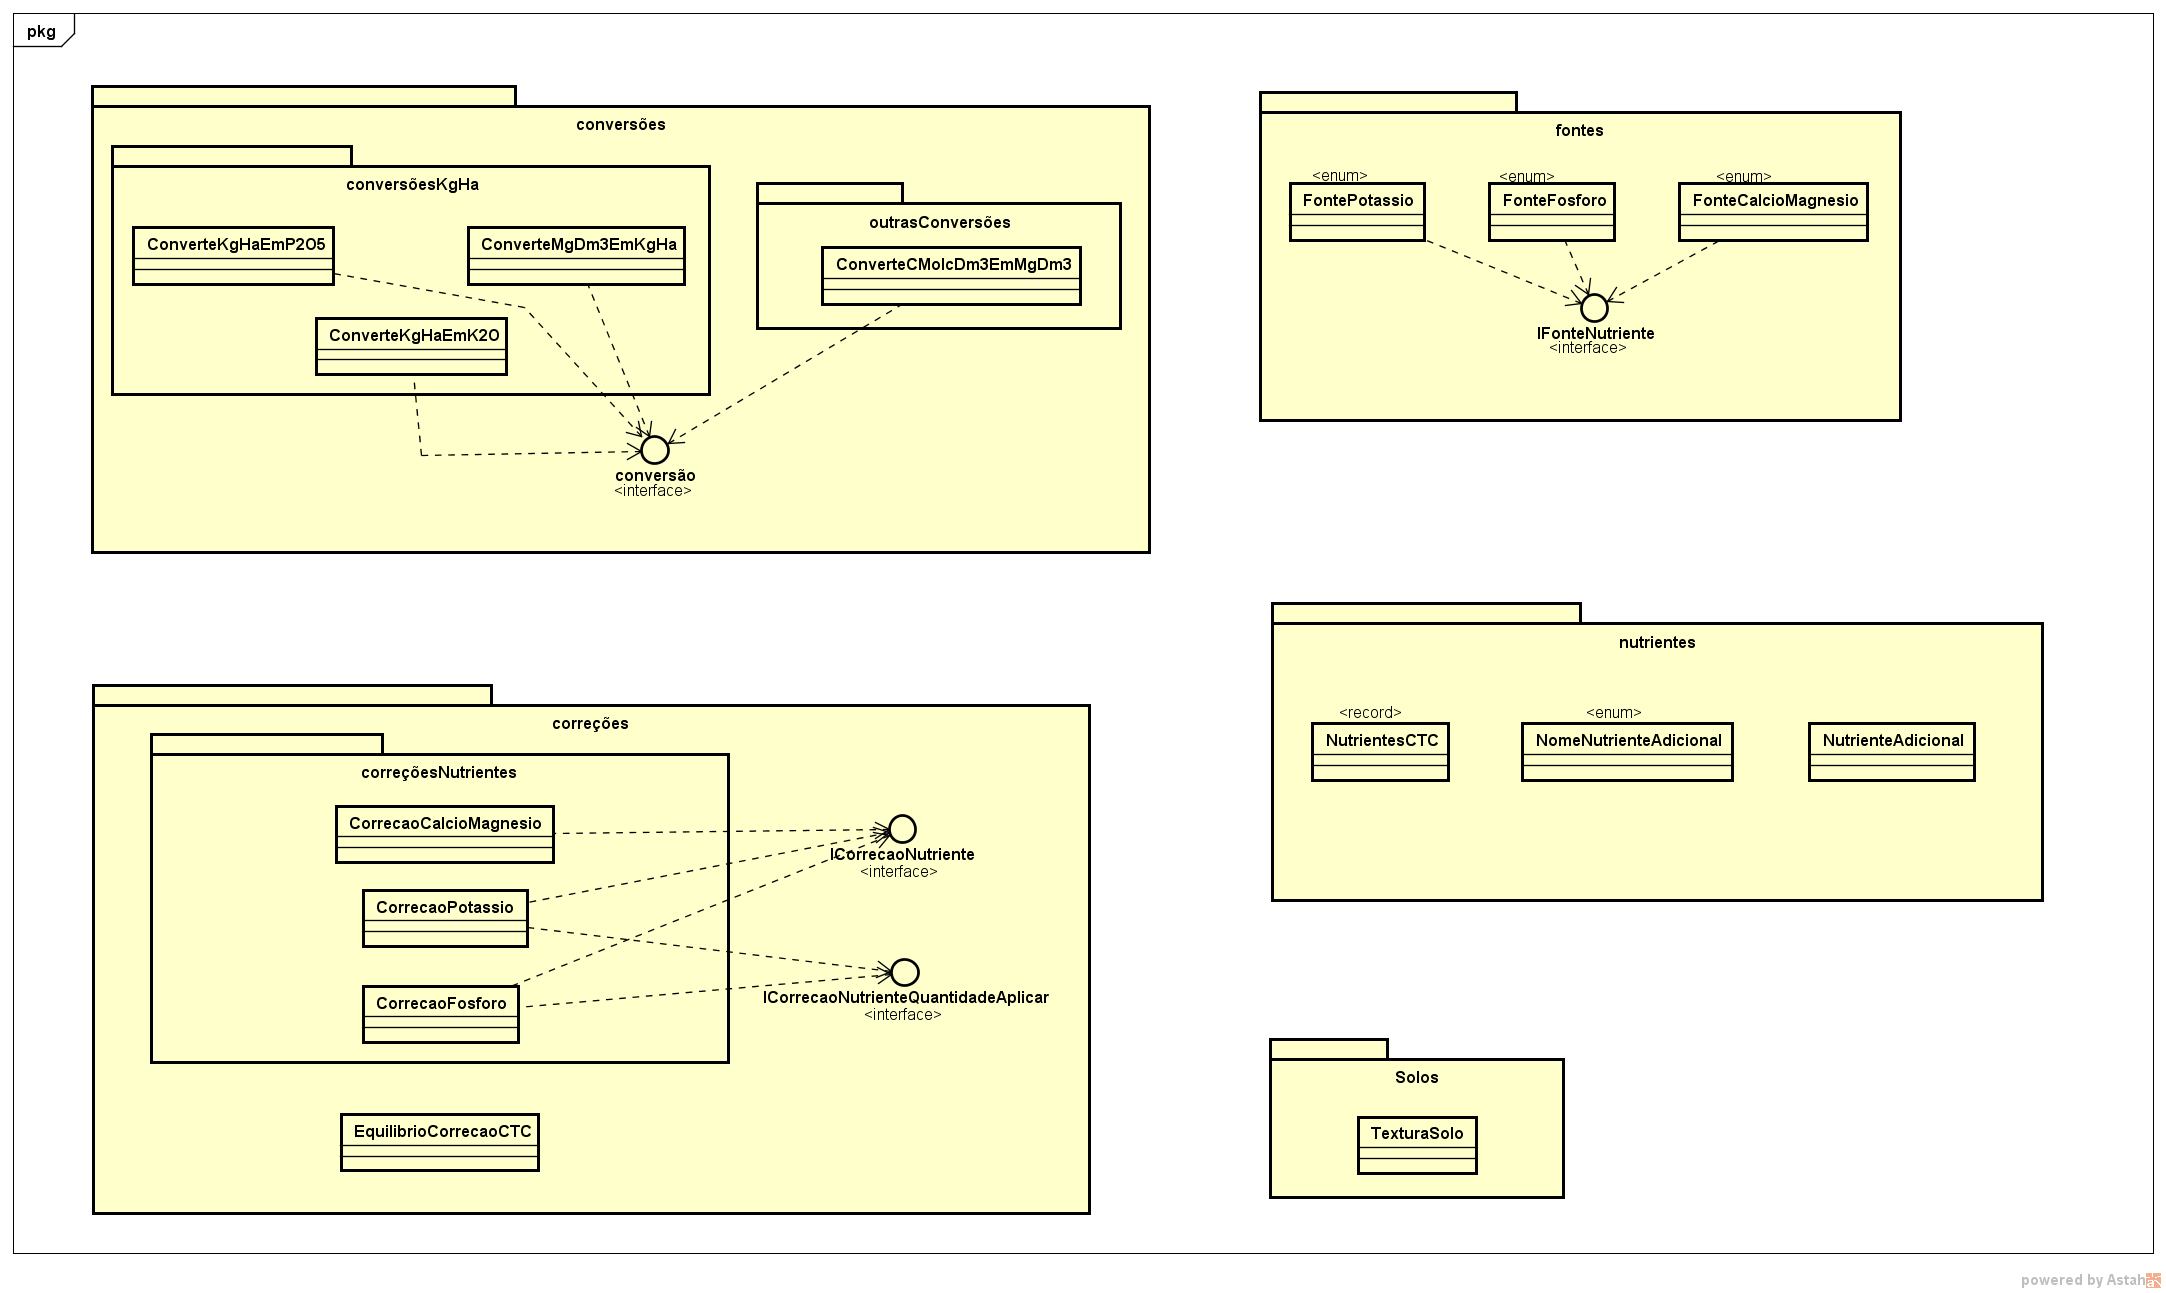 pkg
conversões
conversõesKgHa
ConverteKgHaEmP2O5
ConverteMgDm3EmKgHa
ConverteKgHaEmK2O
outrasConversões
ConverteCMolcDm3EmMgDm3
conversão
<interface>
fontes
<enum>
FontePotassio
<enum>
FonteFosforo
<enum>
FonteCalcioMagnesio
IFonteNutriente
<interface>
correções
correçõesNutrientes
CorrecaoCalcioMagnesio
CorrecaoPotassio
CorrecaoFosforo
ICorrecaoNutriente
<interface>
ICorrecaoNutrienteQuantidadeAplicar
<interface>
EquilibrioCorrecaoCTC
nutrientes
<record>
NutrientesCTC
<enum>
NomeNutrienteAdicional
NutrienteAdicional
Solos
TexturaSolo
powered by Astah